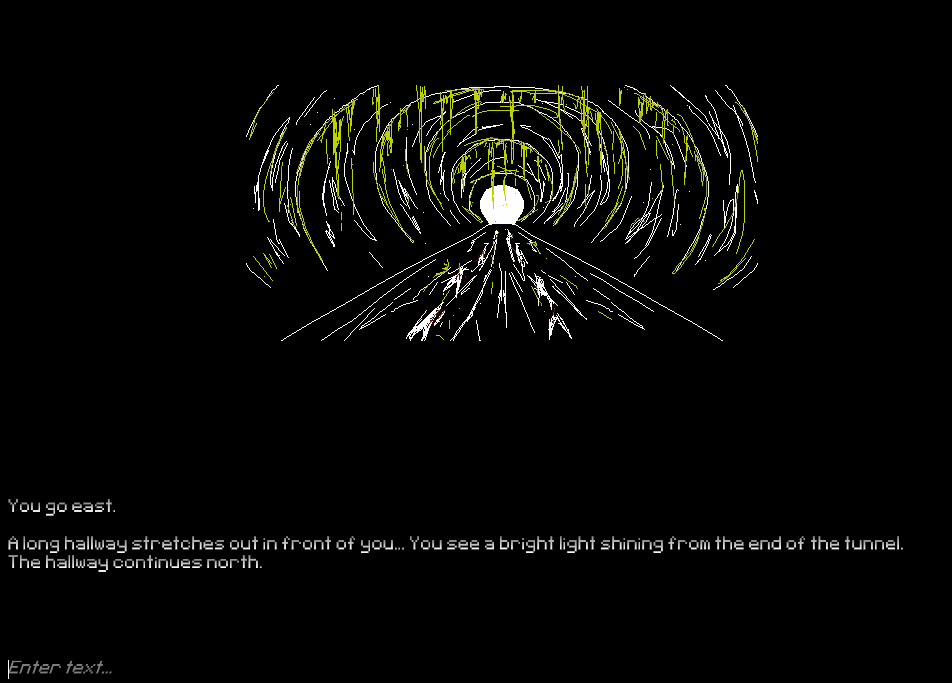 You go east.
A long hallway stretches out in front of you... You see a bright light shining from the end of the tunnel.
The hallway continues north.
Enter text...